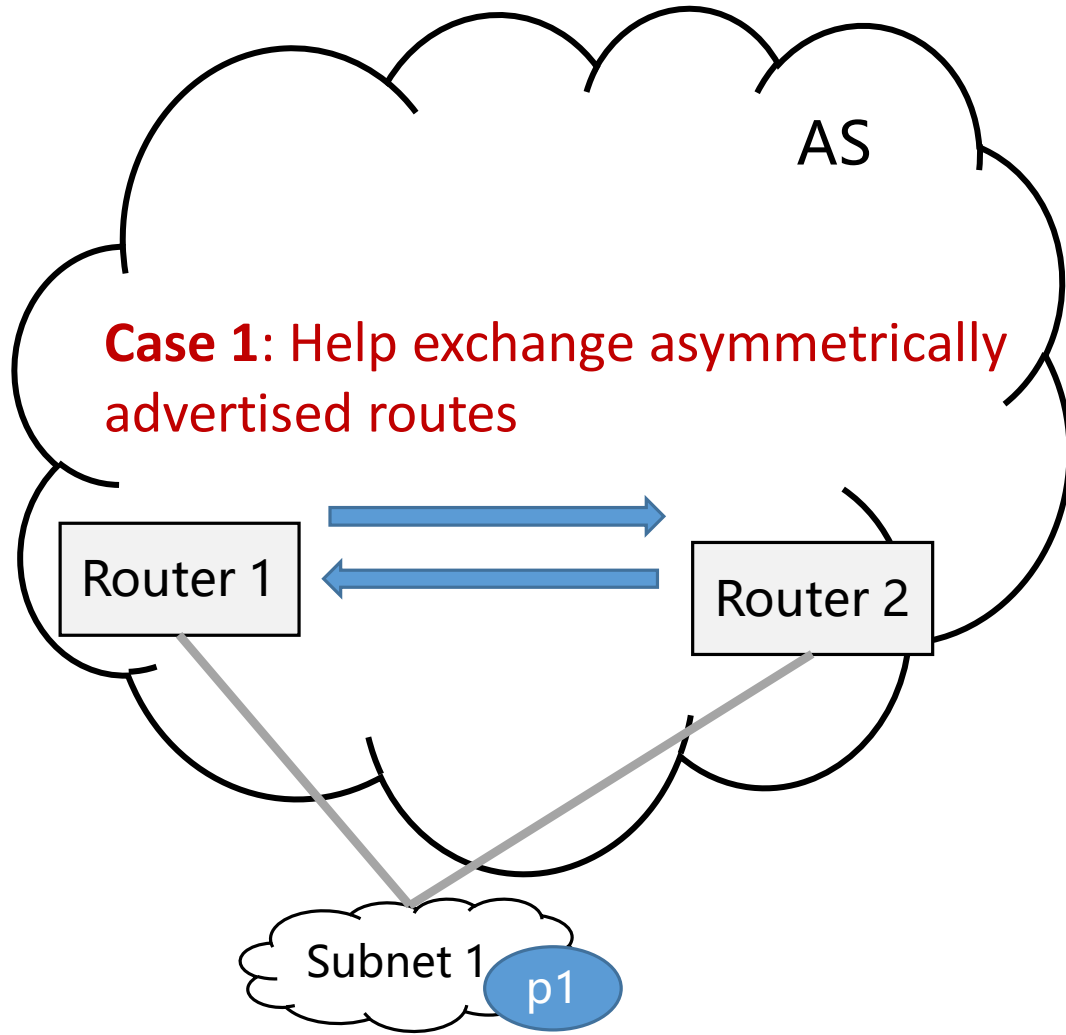 AS
Case 1: Help exchange asymmetrically
advertised routes
Router 1
Router 2
Subnet 1
p1